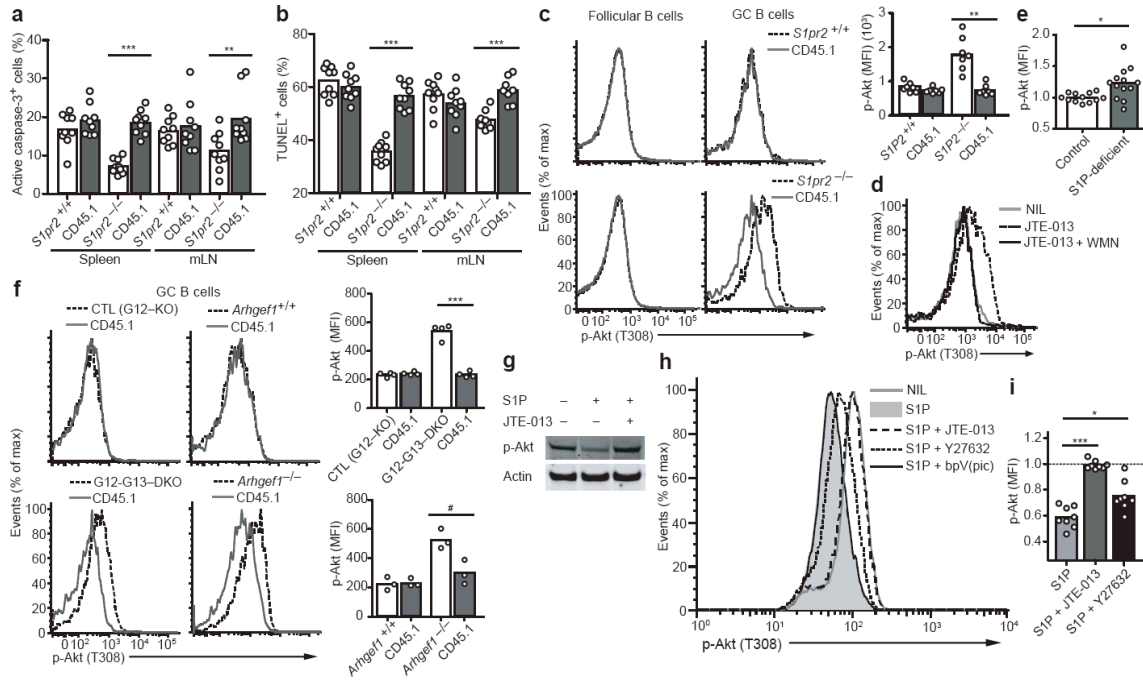 a
Active caspase-3+ cells (%)
40
30
20
10
0
***
**
S1pr2 +/+
CD45.1
S1pr2 −/−
CD45.1
S1pr2 +/+
CD45.1
S1pr2 −/−
CD45.1
Spleen
mLN
b
TUNEL+ cells (%)
80
60
40
20
***
***
S1pr2 +/+
CD45.1
S1pr2 −/−
CD45.1
S1pr2 +/+
CD45.1
S1pr2 −/−
CD45.1
Spleen
mLN
c
Follicular B cells
GC B cells
S1pr2 +/+
CD45.1
S1pr2 −/−
CD45.1
Events (% of max)
100
80
60
40
20
0
0 10² 10³ 10⁴ 10⁵
p-Akt (T308)
p-Akt (MFI) (10³)
3
2
1
0
**
S1P2 +/+
CD45.1
S1P2 −/−
CD45.1
e
p-Akt (MFI)
2.0
1.5
1.0
0.5
*
Control
S1P-deficient
d
NIL
JTE-013
JTE-013 + WMN
Events (% of max)
100
80
60
40
20
0
0 10² 10³ 10⁴ 10⁵
p-Akt (T308)
f
GC B cells
CTL (G12–KO)
CD45.1
Arhgef1+/+
CD45.1
G12-G13–DKO
CD45.1
Arhgef1−/−
CD45.1
Events (% of max)
100
80
60
40
20
0
0 10² 10³ 10⁴ 10⁵
p-Akt (T308)
p-Akt (MFI)
800
600
400
200
0
***
CTL (G12–KO)
CD45.1
G12-G13–DKO
CD45.1
p-Akt (MFI)
800
600
400
200
0
#
Arhgef1 +/+
CD45.1
Arhgef1 −/−
CD45.1
g
S1P − + +
JTE-013 − − +
p-Akt
Actin
h
Events (% of max)
100
80
60
40
20
0
10⁰ 10¹ 10² 10³ 10⁴
p-Akt (T308)
NIL
S1P
S1P + JTE-013
S1P + Y27632
S1P + bpV(pic)
i
p-Akt (MFI)
1.2
1.0
0.8
0.6
0.4
*
***
S1P
S1P + JTE-013
S1P + Y27632